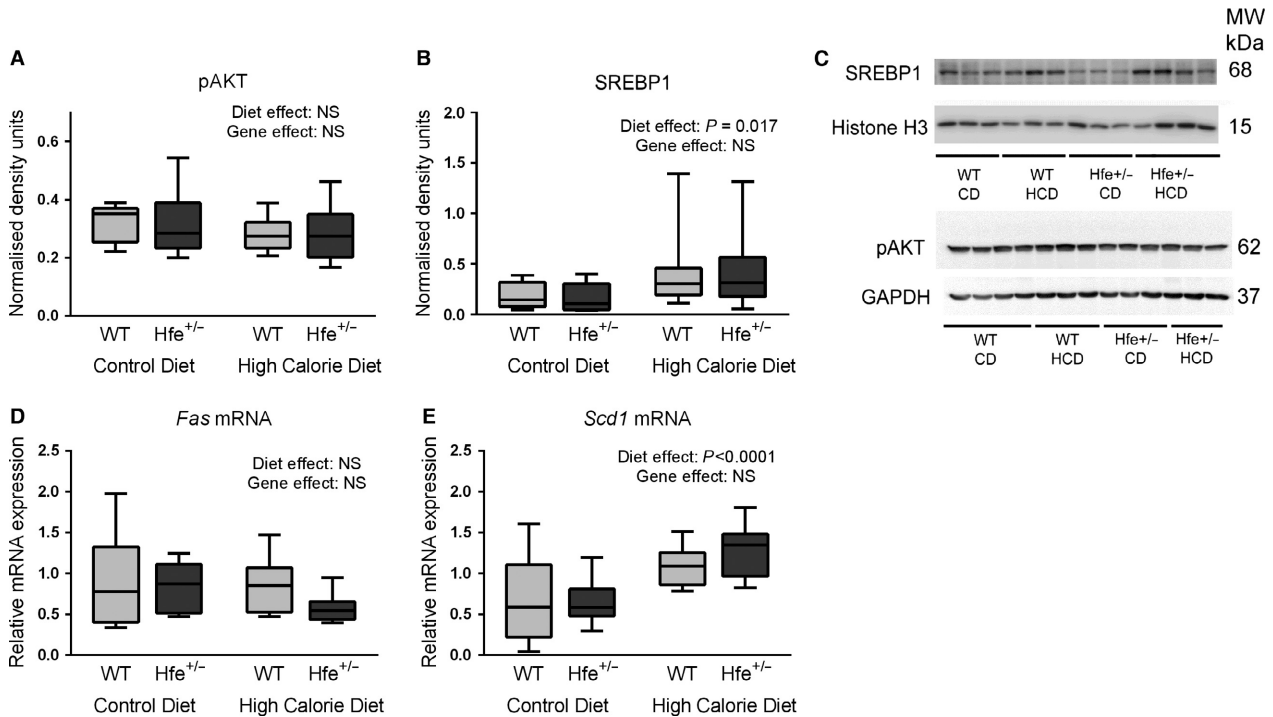 A
pAKT
Diet effect: NS
Gene effect: NS
Normalised density units
0.6
0.4
0.2
0.0
WT Hfe+/– WT Hfe+/–
Control Diet High Calorie Diet
B
SREBP1
Diet effect: P = 0.017
Gene effect: NS
Normalised density units
2.0
1.5
1.0
0.5
0.0
WT Hfe+/– WT Hfe+/–
Control Diet High Calorie Diet
C
MW
kDa
SREBP1 68
Histone H3 15
WT WT Hfe+/– Hfe+/–
CD HCD CD HCD
pAKT 62
GAPDH 37
WT WT Hfe+/– Hfe+/–
CD HCD CD HCD
D
Fas mRNA
Diet effect: NS
Gene effect: NS
Relative mRNA expression
2.5
2.0
1.5
1.0
0.5
0.0
WT Hfe+/– WT Hfe+/–
Control Diet High Calorie Diet
E
Scd1 mRNA
Diet effect: P<0.0001
Gene effect: NS
Relative mRNA expression
2.5
2.0
1.5
1.0
0.5
0.0
WT Hfe+/– WT Hfe+/–
Control Diet High Calorie Diet